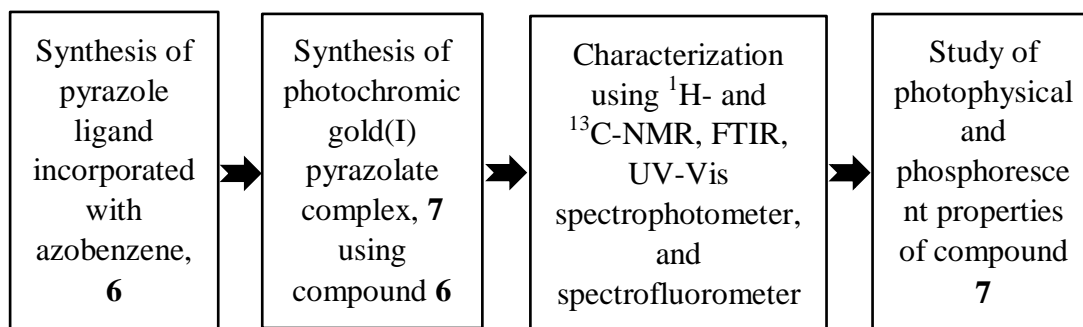 Synthesis of
pyrazole
ligand
incorporated
with
azobenzene,
6
Synthesis of
photochromic
gold(I)
pyrazolate
complex, 7
using
compound 6
Characterization
using ¹H- and
¹³C-NMR, FTIR,
UV-Vis
spectrophotometer,
and
spectrofluorometer
Study of
photophysical
and
phosphoresce
nt properties
of compound
7